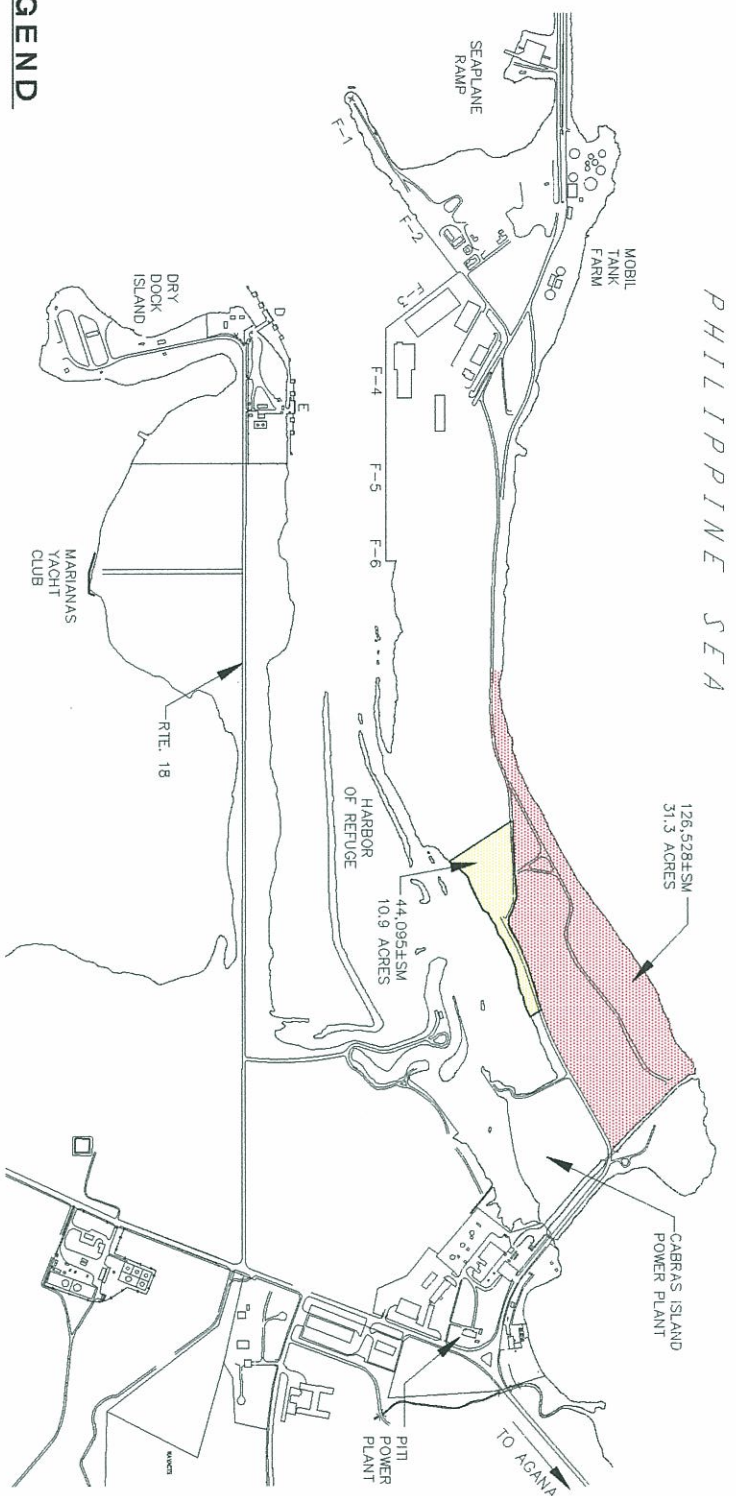 PHILIPPINE SEA
SEAPLANE
RAMP
MOBIL
TANK
FARM
F-1
F-2
F-3
F-4
F-5
F-6
126,528±SM
31.3 ACRES
44,095±SM
10.9 ACRES
HARBOR
OF REFUGE
CABRAS ISLAND
POWER PLANT
PITI
POWER
PLANT
TO AGANA
D
E
DRY
DOCK
ISLAND
MARIANAS
YACHT
CLUB
RTE. 18
GEND